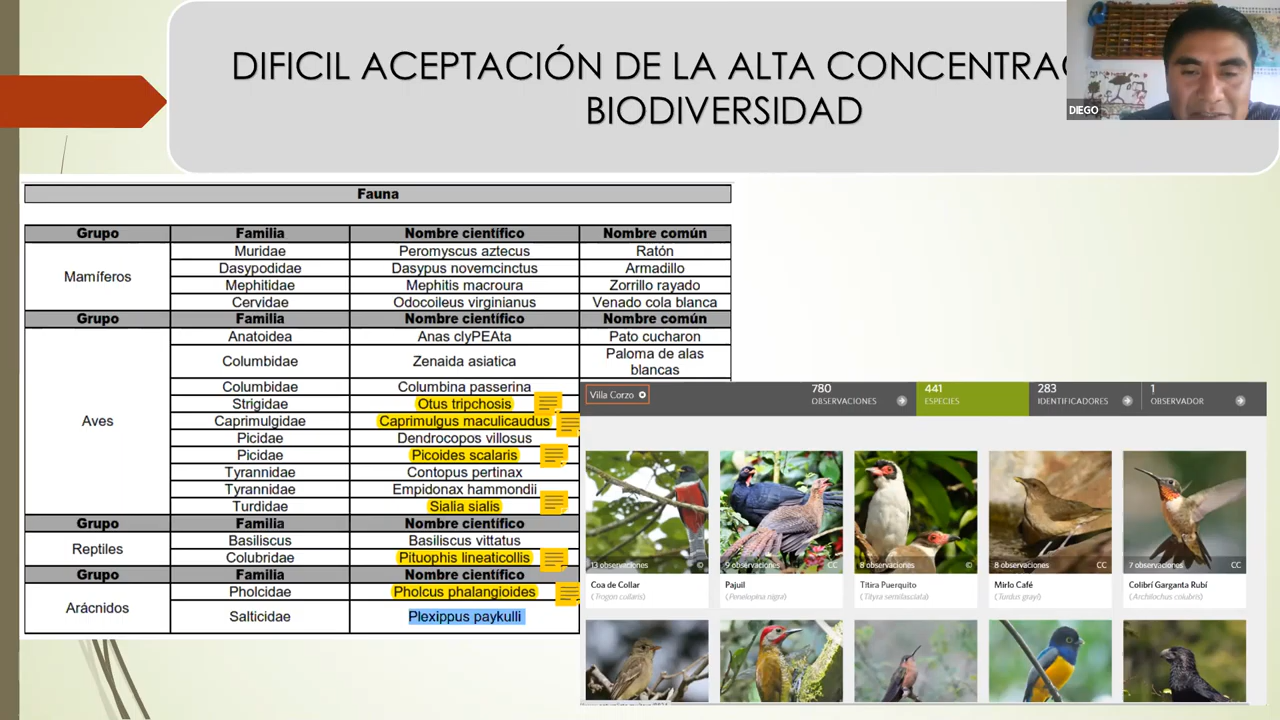 DIFICIL ACEPTACIÓN DE LA ALTA CONCENTRAC
BIODIVERSIDAD
DIEGO
Fauna
Grupo Familia Nombre científico Nombre común
Mamíferos
Muridae Peromyscus aztecus Ratón
Dasypodidae Dasypus novemcinctus Armadillo
Mephitidae Mephitis macroura Zorrillo rayado
Cervidae Odocoileus virginianus Venado cola blanca
Grupo Familia Nombre científico Nombre común
Aves
Anatoidea Anas clyPEAta Pato cucharon
Columbidae Zenaida asiatica Paloma de alas
blancas
Columbidae Columbina passerina
Strigidae Otus tripchosis
Caprimulgidae Caprimulgus maculicaudus
Picidae Dendrocopos villosus
Picidae Picoides scalaris
Tyrannidae Contopus pertinax
Tyrannidae Empidonax hammondii
Turdidae Sialla sialis
Grupo Familia Nombre científico
Reptiles
Basiliscus Basiliscus vittatus
Colubridae Pituophis lineaticollis
Grupo Familia Nombre científico
Arácnidos
Pholcidae Pholcus phalangioides
Salticidae Plexippus paykulli
Villa Corzo
780
OBSERVACIONES
441
ESPECIES
283
IDENTIFICADORES
1
OBSERVADOR
13 observaciones ©
9 observaciones CC
8 observaciones ©
8 observaciones CC
7 observaciones CC
Coa de Collar
(Trogon collaris)
Pajuil
(Penelopina nigra)
Titira Puerquito
(Tityra semifasciata)
Mirlo Café
(Turdus grayi)
Colibrí Garganta Rubí
(Archilochus colubris)